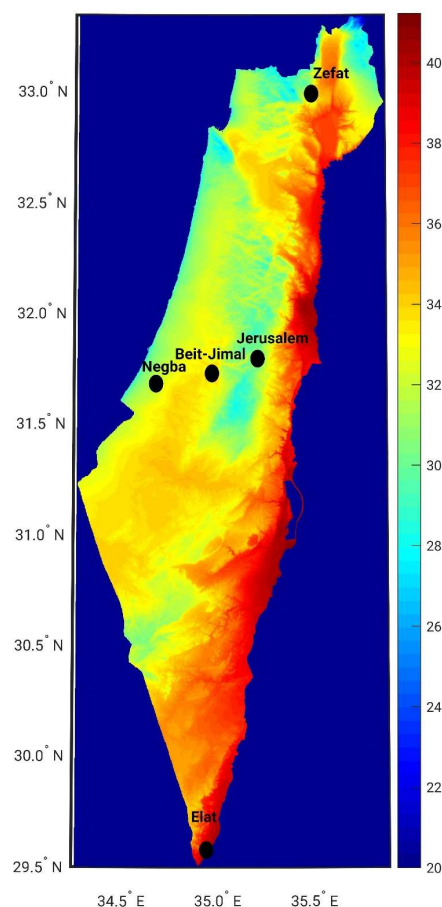 40
Zefat
33.0° N
38
32.5° N
36
32.0° N
34
Jerusalem
Beit-Jimal
Negba
32
31.5° N
30
31.0° N
28
26
30.5° N
24
30.0° N
22
Elat
29.5° N
20
34.5° E 35.0° E 35.5° E